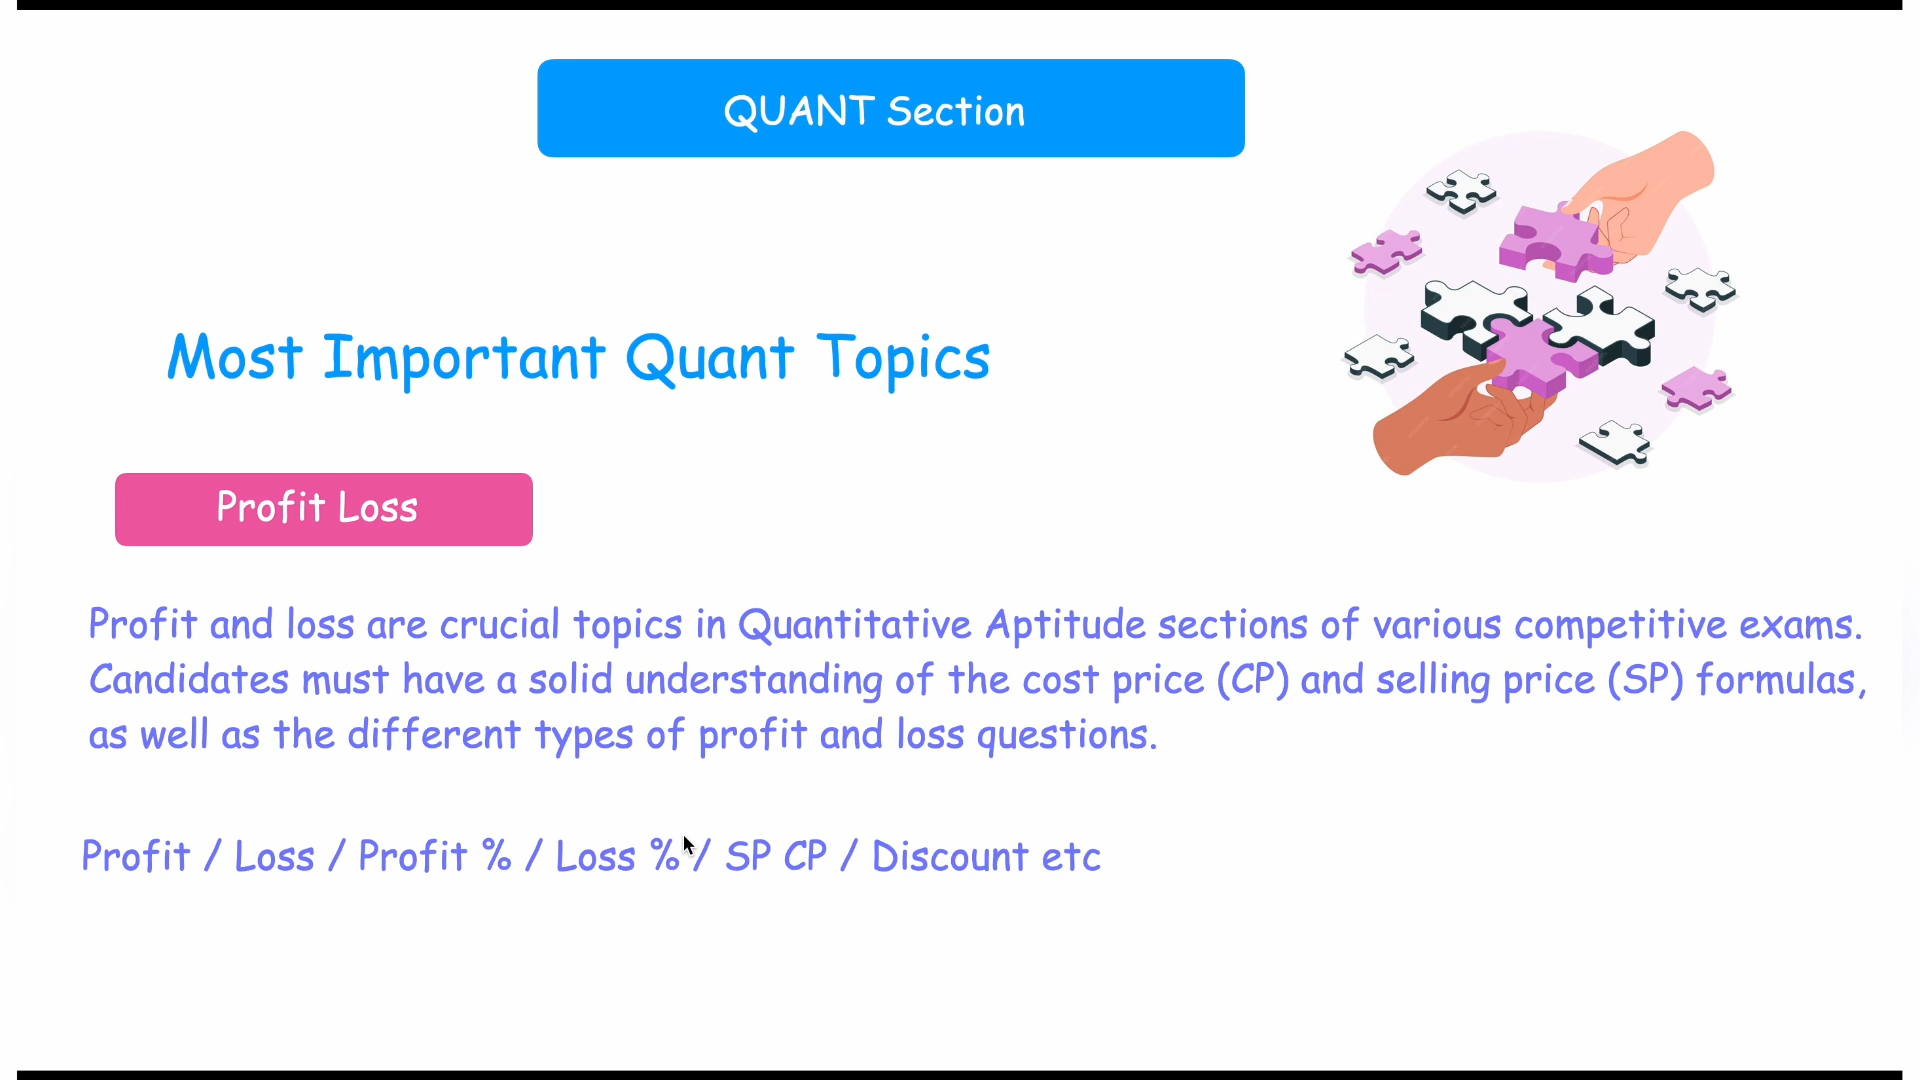 QUANT Section
Most Important Quant Topics
Profit Loss
Profit and loss are crucial topics in Quantitative Aptitude sections of various competitive exams.
Candidates must have a solid understanding of the cost price (CP) and selling price (SP) formulas,
as well as the different types of profit and loss questions.
Profit / Loss / Profit % / Loss % / SP CP / Discount etc